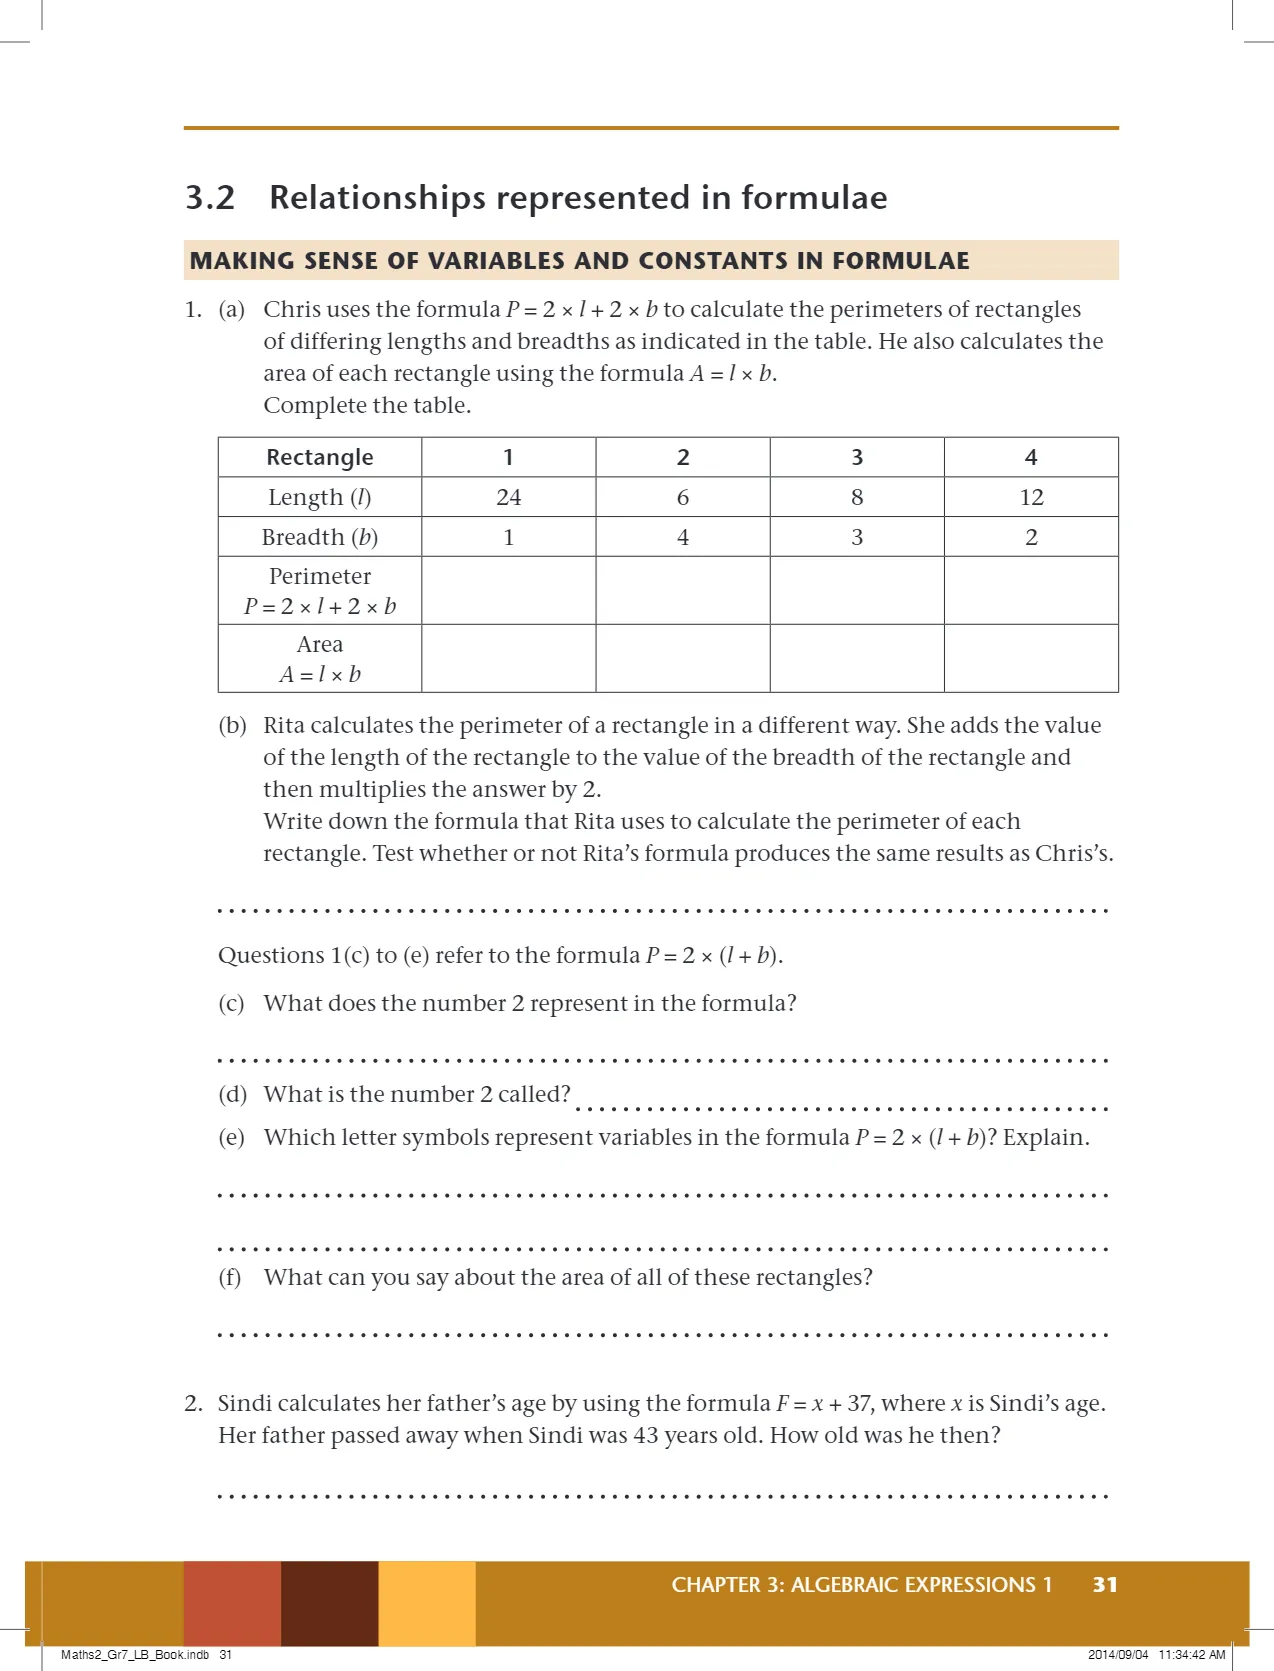 3.2 Relationships represented in formulae
MAKING SENSE OF VARIABLES AND CONSTANTS IN FORMULAE
1. (a) Chris uses the formula P = 2 × l + 2 × b to calculate the perimeters of rectangles
of differing lengths and breadths as indicated in the table. He also calculates the
area of each rectangle using the formula A = l × b.
Complete the table.
Rectangle 1 2 3 4
Length (l) 24 6 8 12
Breadth (b) 1 4 3 2
Perimeter
P = 2 × l + 2 × b
Area
A = l × b
(b) Rita calculates the perimeter of a rectangle in a different way. She adds the value
of the length of the rectangle to the value of the breadth of the rectangle and
then multiplies the answer by 2.
Write down the formula that Rita uses to calculate the perimeter of each
rectangle. Test whether or not Rita’s formula produces the same results as Chris’s.
Questions 1(c) to (e) refer to the formula P = 2 × (l + b).
(c) What does the number 2 represent in the formula?
(d) What is the number 2 called?
(e) Which letter symbols represent variables in the formula P = 2 × (l + b)? Explain.
(f) What can you say about the area of all of these rectangles?
2. Sindi calculates her father’s age by using the formula F = x + 37, where x is Sindi’s age.
Her father passed away when Sindi was 43 years old. How old was he then?
CHAPTER 3: ALGEBRAIC EXPRESSIONS 1 31
Maths2_Gr7_LB_Book.indb 31 2014/09/04 11:34:42 AM